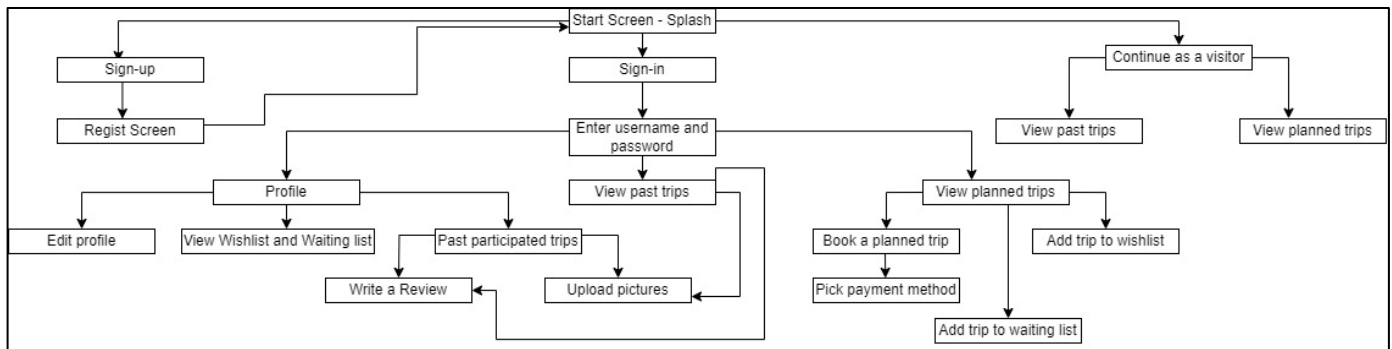 Start Screen - Splash
Sign-up
Sign-in
Continue as a visitor
Regist Screen
Enter username and
password
View past trips
View planned trips
Profile
View past trips
View planned trips
Edit profile
View Wishlist and Waiting list
Past participated trips
Book a planned trip
Add trip to wishlist
Write a Review
Upload pictures
Pick payment method
Add trip to waiting list